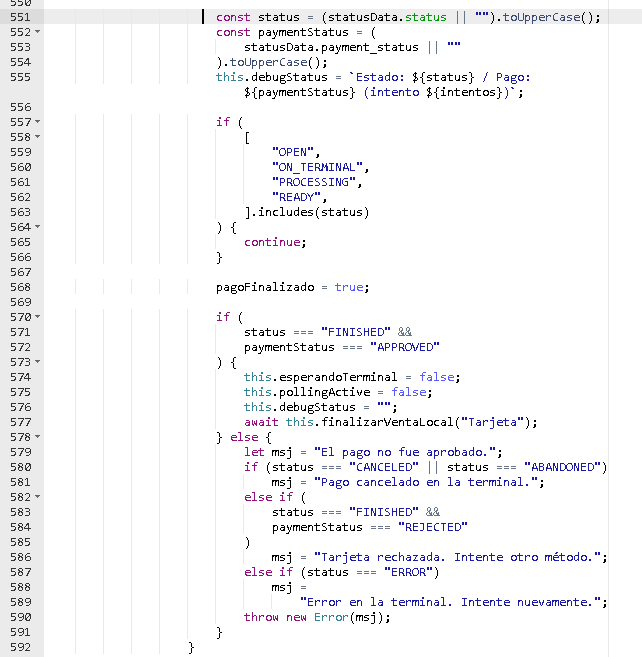 550
551 const status = (statusData.status || "").toUpperCase();
552 const paymentStatus = (
553 statusData.payment_status || ""
554 ).toUpperCase();
555 this.debugStatus = `Estado: ${status} / Pago:
${paymentStatus} (intento ${intentos})`;
556
557 if (
558 [
559 "OPEN",
560 "ON_TERMINAL",
561 "PROCESSING",
562 "READY",
563 ].includes(status)
564 ) {
565 continue;
566 }
567
568 pagoFinalizado = true;
569
570 if (
571 status === "FINISHED" &&
572 paymentStatus === "APPROVED"
573 ) {
574 this.esperandoTerminal = false;
575 this.pollingActive = false;
576 this.debugStatus = "";
577 await this.finalizarVentaLocal("Tarjeta");
578 } else {
579 let msj = "El pago no fue aprobado.";
580 if (status === "CANCELED" || status === "ABANDONED")
581 msj = "Pago cancelado en la terminal.";
582 else if (
583 status === "FINISHED" &&
584 paymentStatus === "REJECTED"
585 )
586 msj = "Tarjeta rechazada. Intente otro método.";
587 else if (status === "ERROR")
588 msj =
589 "Error en la terminal. Intente nuevamente.";
590 throw new Error(msj);
591 }
592 }